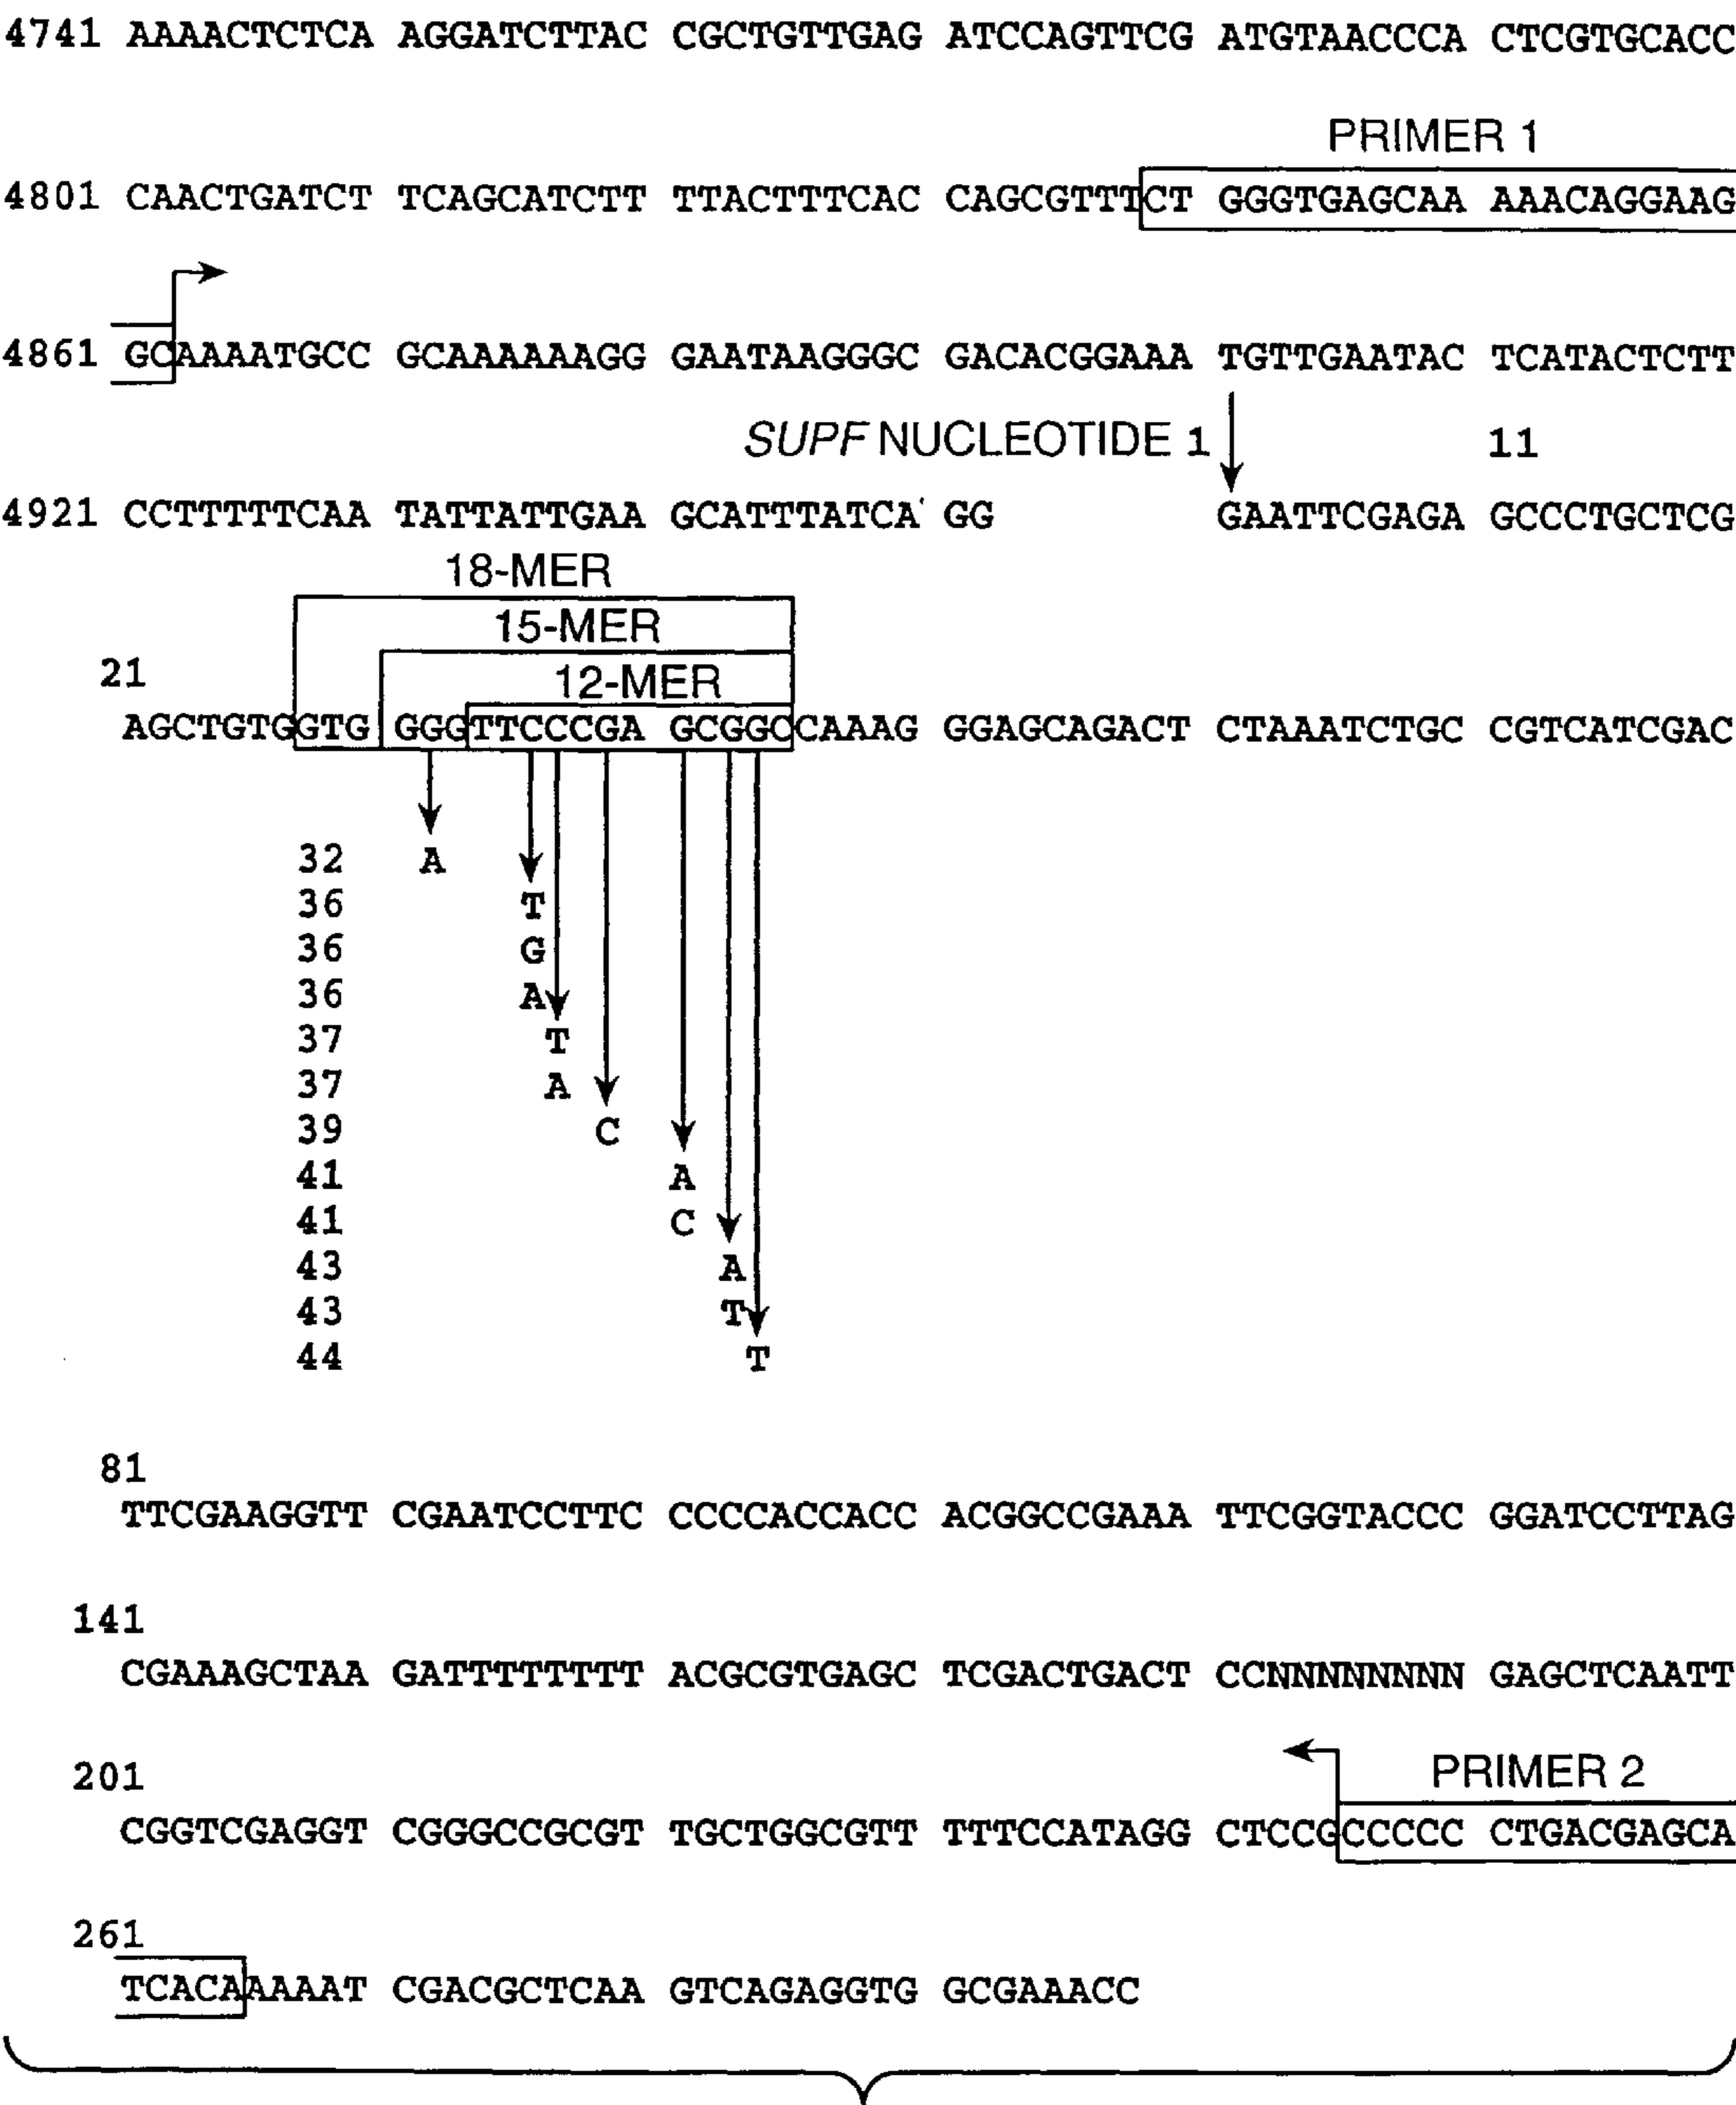 4741 AAAACTCTCA AGGATCTTAC CGCTGTTGAG ATCCAGTTCG ATGTAACCCA CTCGTGCACC
PRIMER 1
4801 CAACTGATCT TCAGCATCTT TTACTTTCAC CAGCGTTTCT GGGTGAGCAA AAACAGGAAG
4861 GCAAAATGCC GCAAAAAAGG GAATAAGGGC GACACGGAAA TGTTGAATAC TCATACTCTT
SUPF NUCLEOTIDE 1 11
4921 CCTTTTTCAA TATTATTGAA GCATTTATCA GG GAATTCGAGA GCCCTGCTCG
18-MER
15-MER
21 12-MER
AGCTGTGGTG GGGTTCCCGA GCGGCCAAAG GGAGCAGACT CTAAATCTGC CGTCATCGAC
32 A
36 T
36 G
36 A
37 T
37 A
39 C
41 A
41 C
43 A
43 T
44 T
81
TTCGAAGGTT CGAATCCTTC CCCCACCACC ACGGCCGAAA TTCGGTACCC GGATCCTTAG
141
CGAAAGCTAA GATTTTTTTT ACGCGTGAGC TCGACTGACT CCNNNNNNNN GAGCTCAATT
201 PRIMER 2
CGGTCGAGGT CGGGCCGCGT TGCTGGCGTT TTTCCATAGG CTCCGCCCCC CTGACGAGCA
261
TCACAAAAAT CGACGCTCAA GTCAGAGGTG GCGAAACC